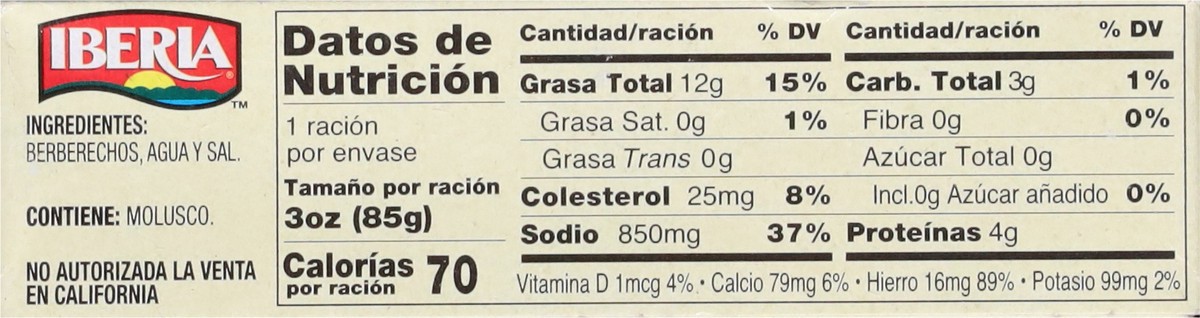 IBERIA®
TM
INGREDIENTES:
BERBERECHOS, AGUA Y SAL.
CONTIENE: MOLUSCO.
NO AUTORIZADA LA VENTA
EN CALIFORNIA
Datos de
Nutrición
1 ración
por envase
Tamaño por ración
3oz (85g)
Calorías
por ración 70
Cantidad/ración % DV
Grasa Total 12g 15%
Grasa Sat. 0g 1%
Grasa Trans 0g
Colesterol 25mg 8%
Sodio 850mg 37%
Cantidad/ración % DV
Carb. Total 3g 1%
Fibra 0g 0%
Azúcar Total 0g
Incl.0g Azúcar añadido 0%
Proteínas 4g
Vitamina D 1mcg 4% • Calcio 79mg 6% • Hierro 16mg 89% • Potasio 99mg 2%